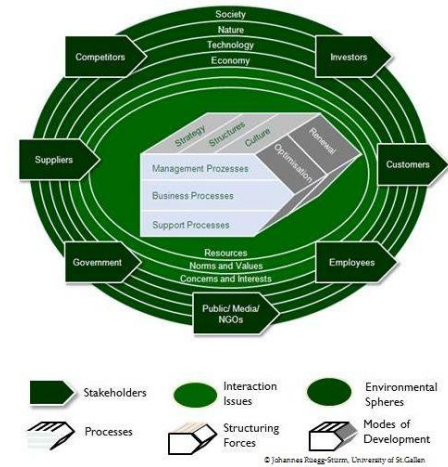 Society
Nature
Technology
Economy
Competitors
Investors
Strategy
Structures
Culture
Renewal
Optimisation
Suppliers
Customers
Management Prozesses
Business Processes
Support Processes
Resources
Norms and Values
Concerns and Interests
Government
Employees
Public/ Media/
NGOs
Stakeholders
Interaction
Issues
Environmental
Spheres
Processes
Structuring
Forces
Modes of
Development
© Johannes Rüegg-Stürm, University of St.Gallen